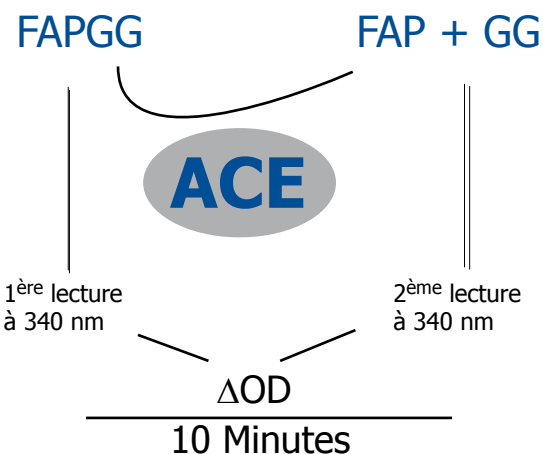 FAPGG
FAP + GG
ACE
1ère lecture
à 340 nm
2ème lecture
à 340 nm
ΔOD
10 Minutes